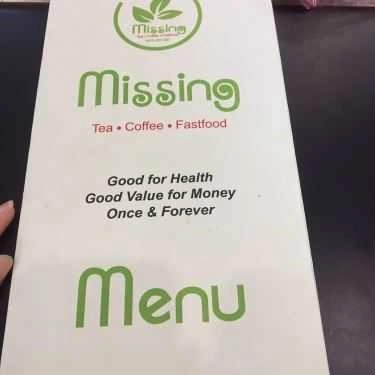 Missing
Missing
Tea • Coffee • Fastfood
Good for Health
Good Value for Money
Once & Forever
Menu